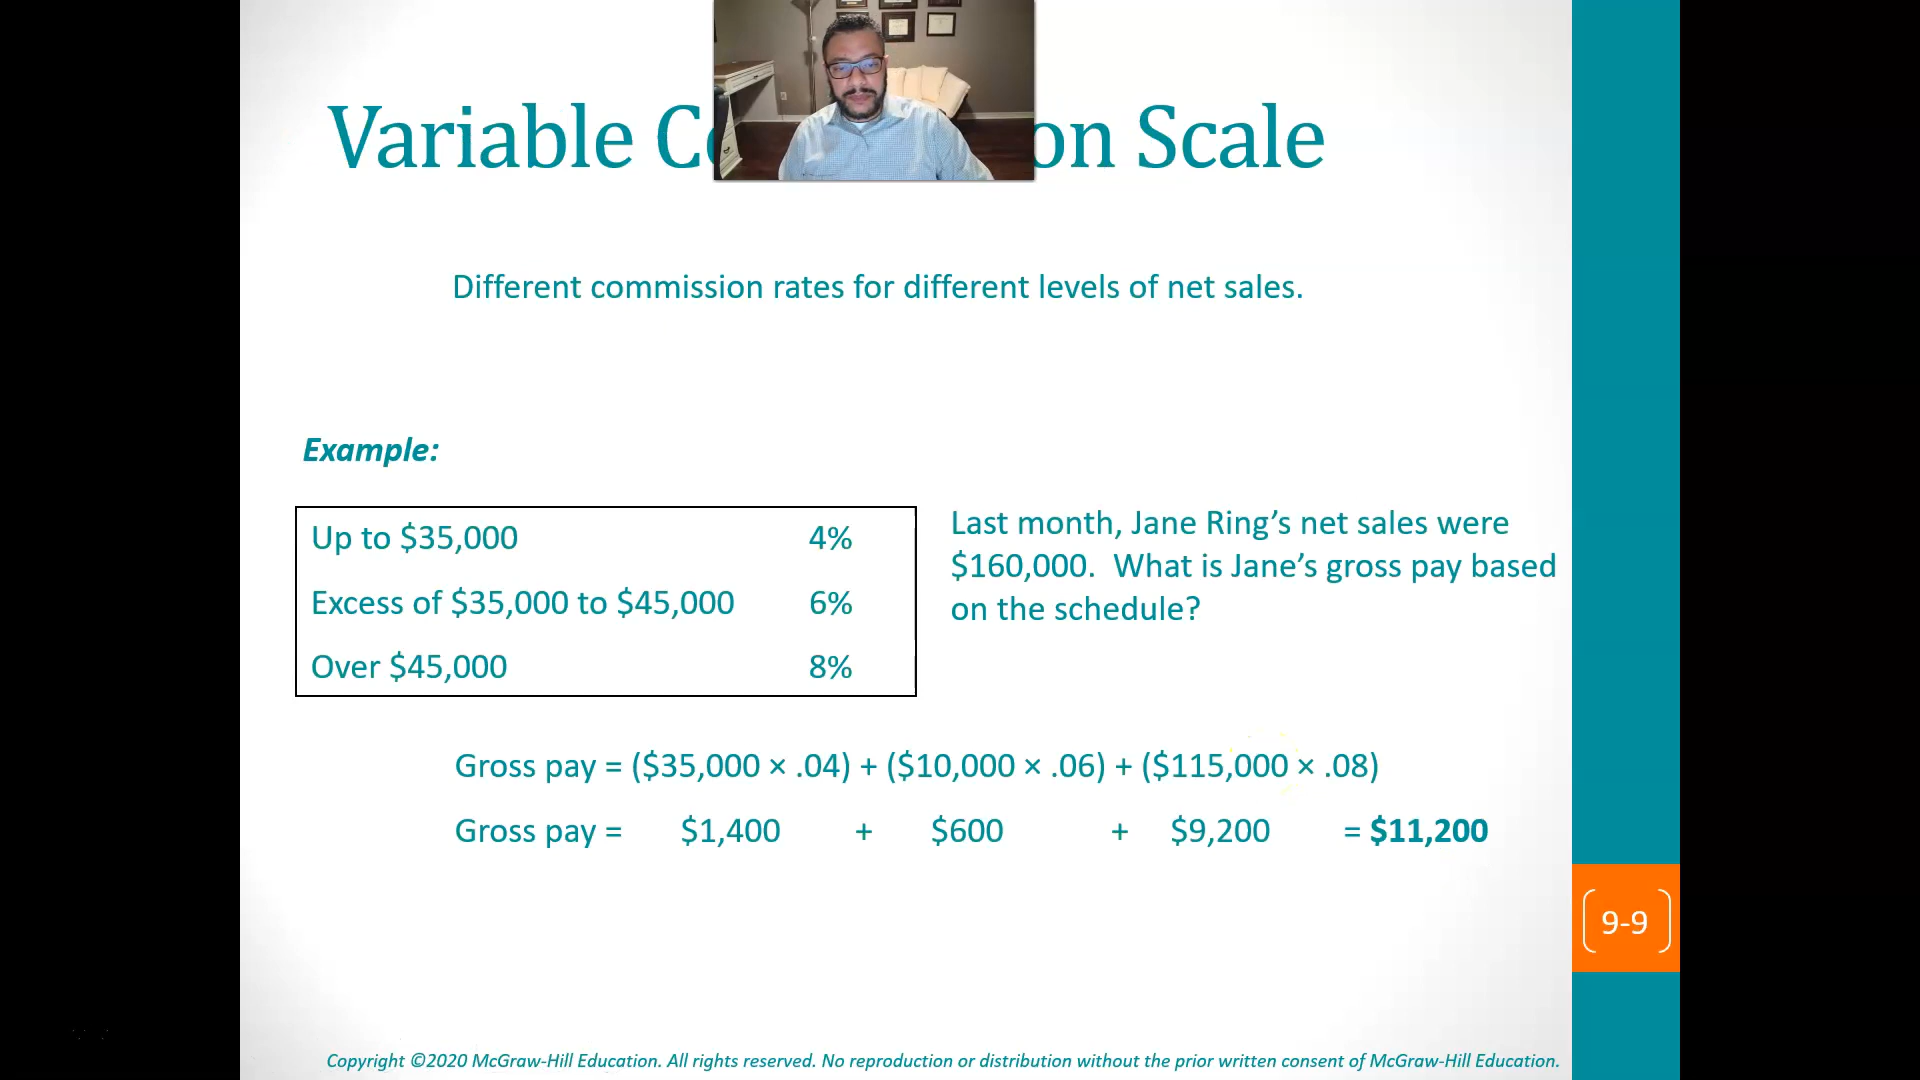 Variable C on Scale
Different commission rates for different levels of net sales.
Example:
Up to $35,000 4%
Excess of $35,000 to $45,000 6%
Over $45,000 8%
Last month, Jane Ring’s net sales were
$160,000. What is Jane’s gross pay based
on the schedule?
Gross pay = ($35,000 × .04) + ($10,000 × .06) + ($115,000 × .08)
Gross pay = $1,400 + $600 + $9,200 = $11,200
9-9
Copyright ©2020 McGraw-Hill Education. All rights reserved. No reproduction or distribution without the prior written consent of McGraw-Hill Education.